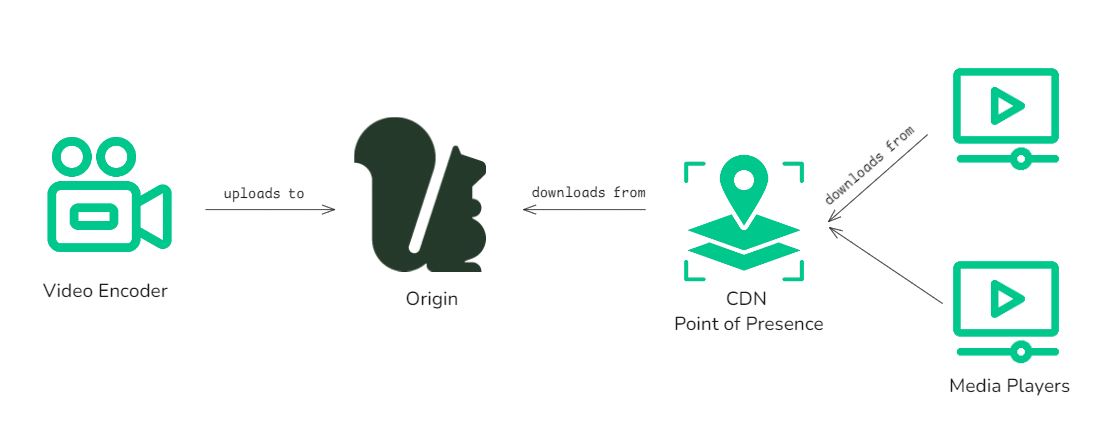 uploads to
Video Encoder
Origin
downloads from
CDN
Point of Presence
downloads from
Media Players